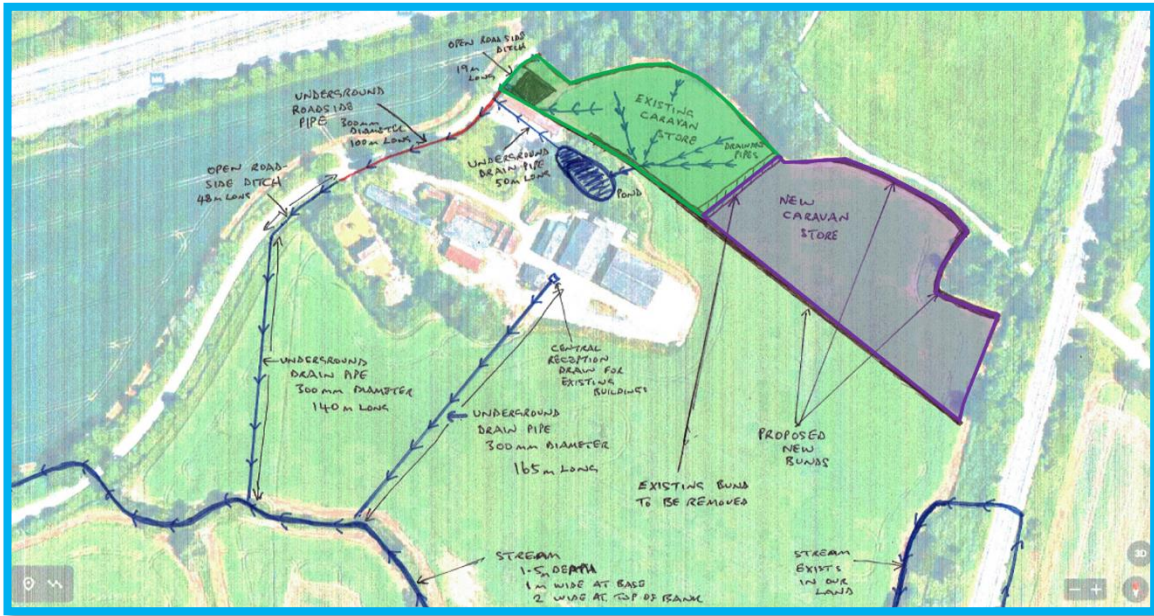 OPEN ROAD SIDE
DITCH
19m
LONG
UNDERGROUND
ROADSIDE
PIPE 300mm
DIAMETER
100m LONG
EXISTING
CARAVAN
STORE
DRAINAGE
PIPES
UNDERGROUND
DRAIN PIPE
50m LONG
POND
OPEN ROAD-
SIDE DITCH
48m LONG
NEW
CARAVAN
STORE
UNDERGROUND
DRAIN PIPE
300mm DIAMETER
140m LONG
CENTRAL
RECEPTION
DRAIN FOR
EXISTING
BUILDINGS
UNDERGROUND
DRAIN PIPE
300mm DIAMETER
165m LONG
PROPOSED
NEW
BUNDS
EXISTING BUND
TO BE REMOVED
STREAM
1-5m DEPTH
1m WIDE AT BASE
2 WIDE AT TOP OF BANK
STREAM
EXISTS
IN OUR
LAND
3D